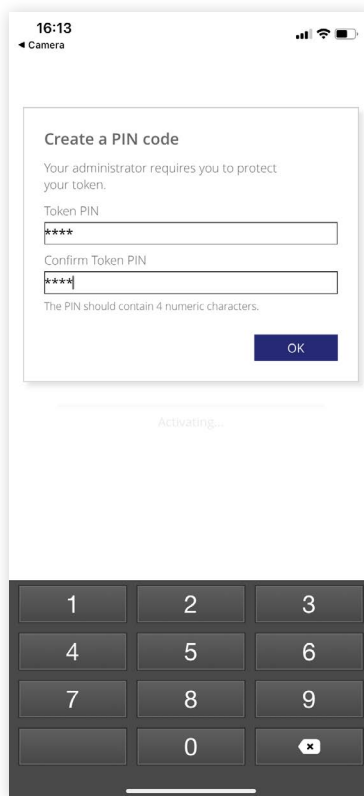 16:13
◀ Camera
Create a PIN code
Your administrator requires you to protect
your token.
Token PIN
****
Confirm Token PIN
****
The PIN should contain 4 numeric characters.
OK
Activating...
1 2 3
4 5 6
7 8 9
0